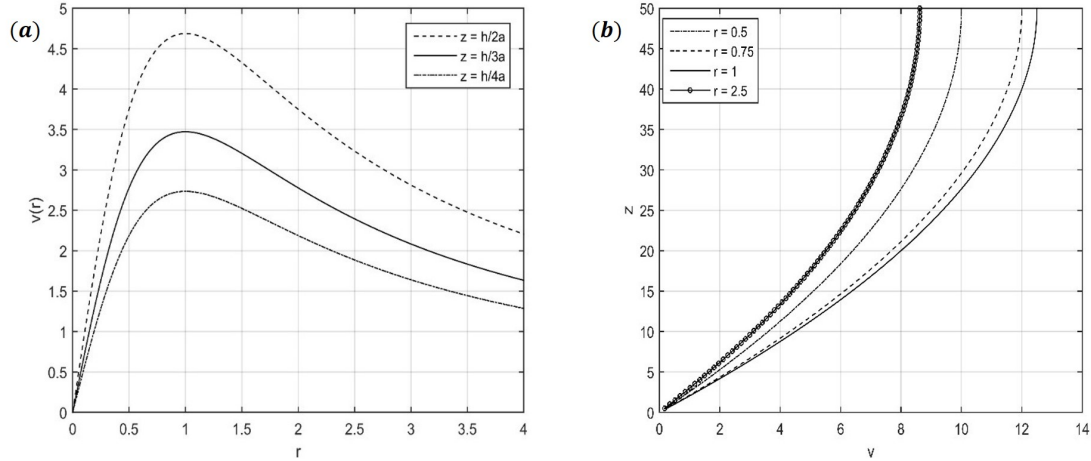 (a)
5
4.5
4
3.5
3
2.5
2
1.5
1
0.5
0
v(r)
z = h/2a
z = h/3a
z = h/4a
0 0.5 1 1.5 2 2.5 3 3.5 4
r
(b)
50
45
40
35
30
25
20
15
10
5
0
z
r = 0.5
r = 0.75
r = 1
r = 2.5
0 2 4 6 8 10 12 14
v